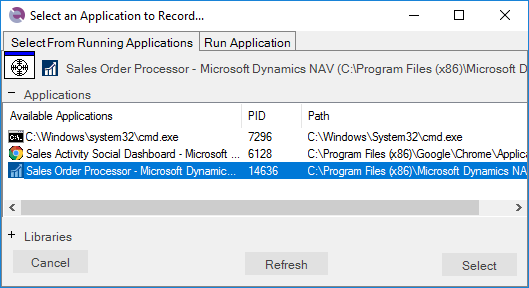 Select an Application to Record...
Select From Running Applications Run Application
Sales Order Processor - Microsoft Dynamics NAV (C:\Program Files (x86)\Microsoft D
Applications
Available Applications PID Path
C:\Windows\system32\cmd.exe 7296 C:\Windows\System32\cmd.exe
Sales Activity Social Dashboard - Microsoft ... 6128 C:\Program Files (x86)\Google\Chrome\Applica
Sales Order Processor - Microsoft Dynamic... 14636 C:\Program Files (x86)\Microsoft Dynamics NA
Libraries
Cancel Refresh Select